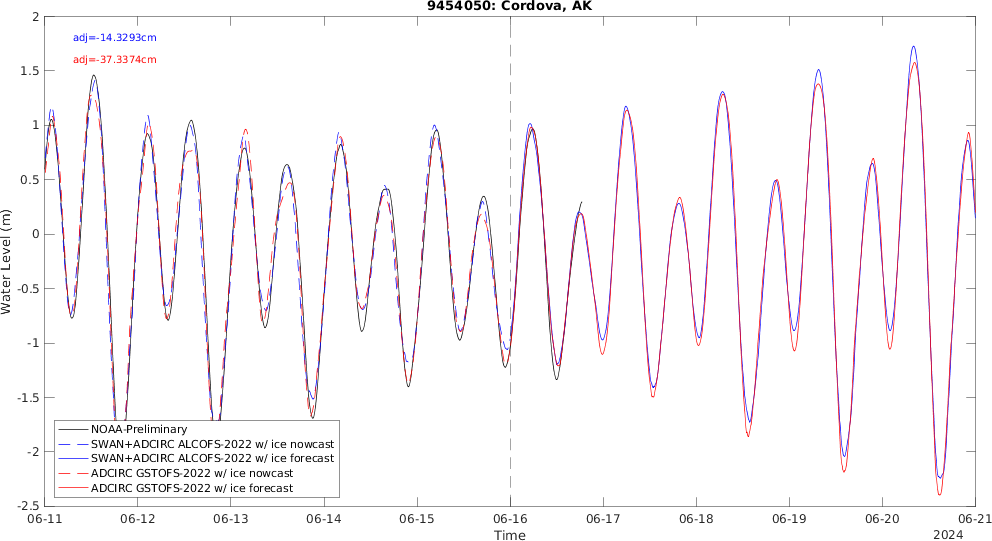 9454050: Cordova, AK
adj=-14.3293cm
adj=-37.3374cm
Water Level (m)
2
1.5
1
0.5
0
-0.5
-1
-1.5
-2
-2.5
NOAA-Preliminary
SWAN+ADCIRC ALCOFS-2022 w/ ice nowcast
SWAN+ADCIRC ALCOFS-2022 w/ ice forecast
ADCIRC GSTOFS-2022 w/ ice nowcast
ADCIRC GSTOFS-2022 w/ ice forecast
06-11 06-12 06-13 06-14 06-15 06-16 06-17 06-18 06-19 06-20 06-21
Time
2024